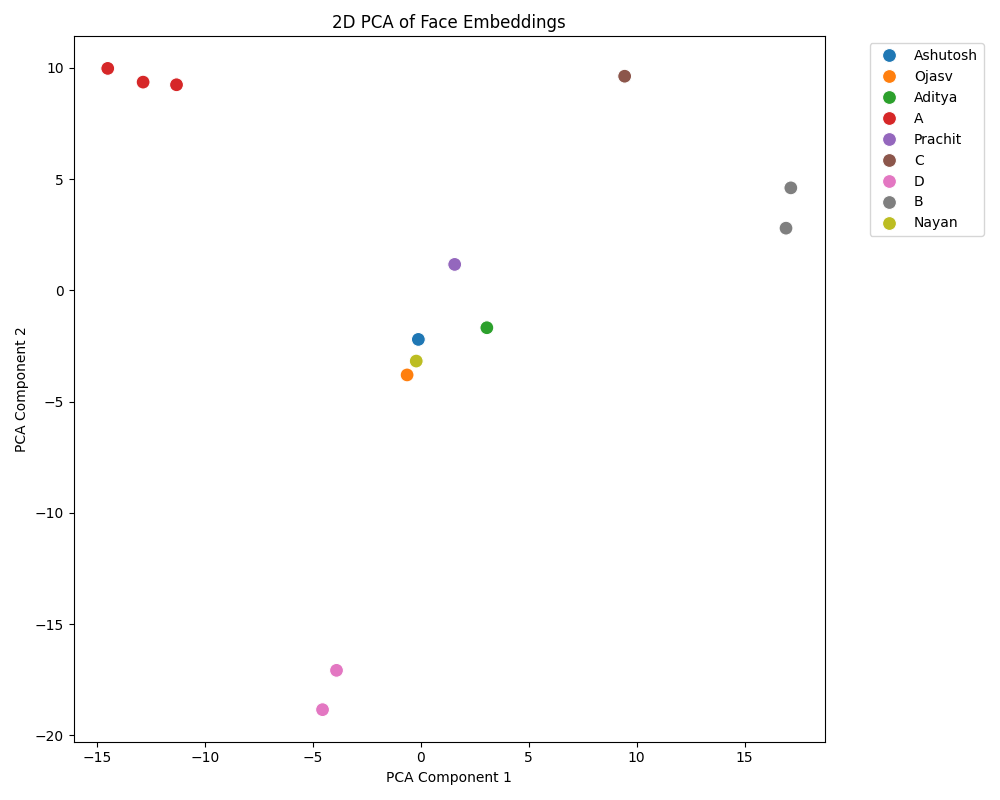 2D PCA of Face Embeddings
10
5
0
−5
−10
−15
−20
PCA Component 2
−15 −10 −5 0 5 10 15
PCA Component 1
Ashutosh
Ojasv
Aditya
A
Prachit
C
D
B
Nayan